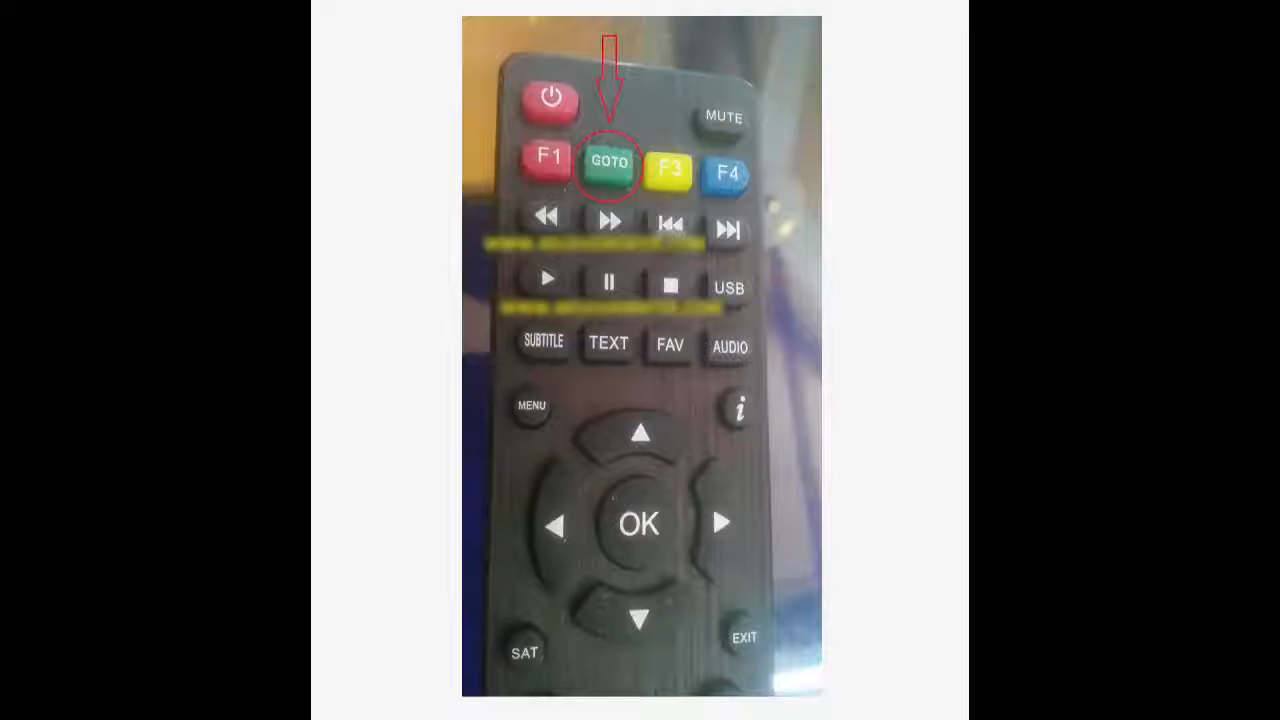 MUTE
F1 GOTO F3 F4
USB
SUBTITLE TEXT FAV AUDIO
MENU i
OK
SAT EXIT